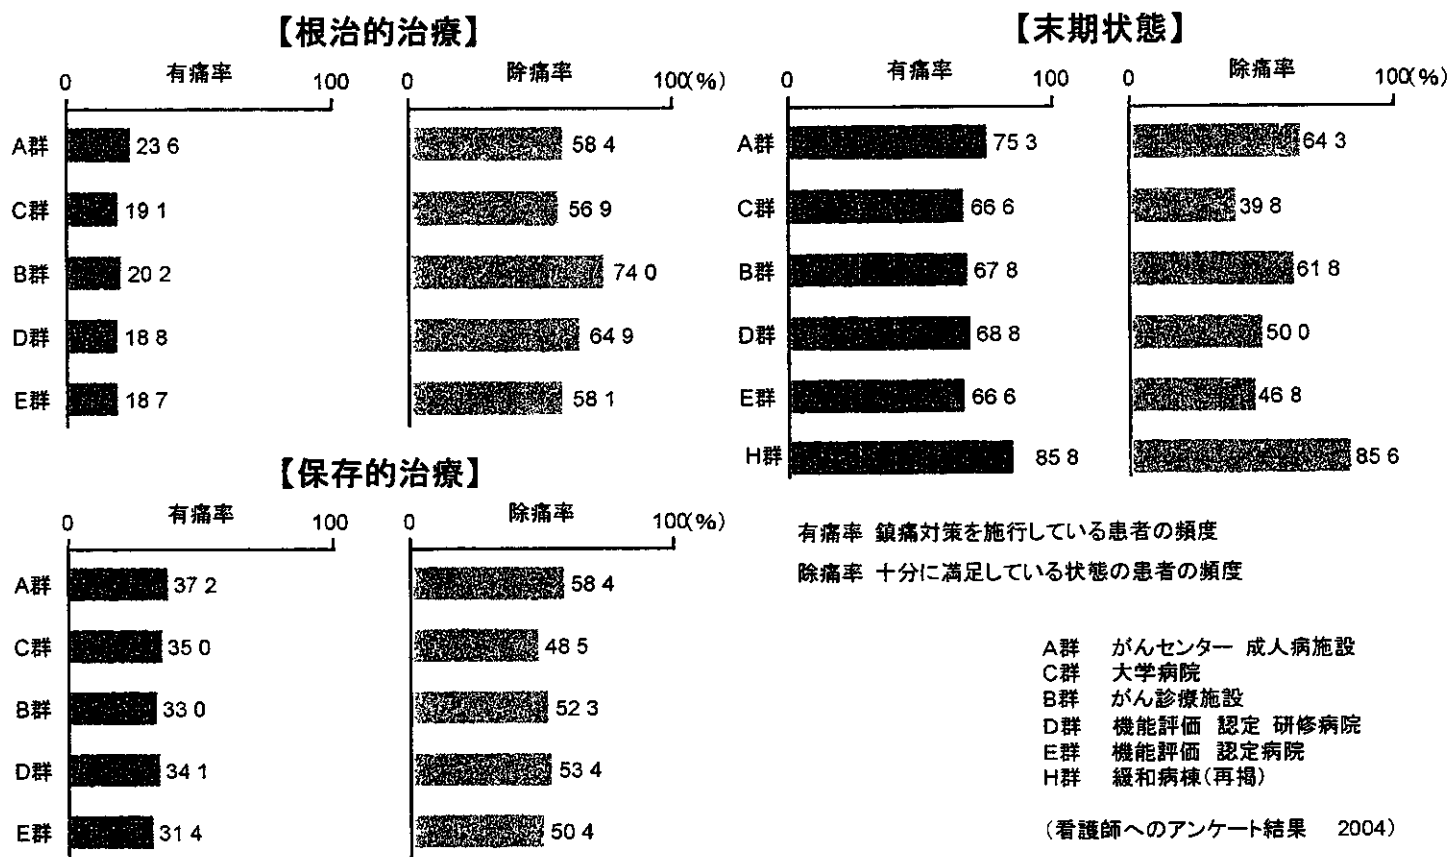 【根治的治療】
0 有痛率 100 0 除痛率 100(%)
A群 23 6 58 4
C群 19 1 56 9
B群 20 2 74 0
D群 18 8 64 9
E群 18 7 58 1
【保存的治療】
0 有痛率 100 0 除痛率 100(%)
A群 37 2 58 4
C群 35 0 48 5
B群 33 0 52 3
D群 34 1 53 4
E群 31 4 50 4
【末期状態】
0 有痛率 100 0 除痛率 100(%)
A群 75 3 64 3
C群 66 6 39 8
B群 67 8 61 8
D群 68 8 50 0
E群 66 6 46 8
H群 85 8 85 6
有痛率 鎮痛対策を施行している患者の頻度
除痛率 十分に満足している状態の患者の頻度
A群 がんセンター 成人病施設
C群 大学病院
B群 がん診療施設
D群 機能評価 認定 研修病院
E群 機能評価 認定病院
H群 緩和病棟(再掲)
(看護師へのアンケート結果 2004)